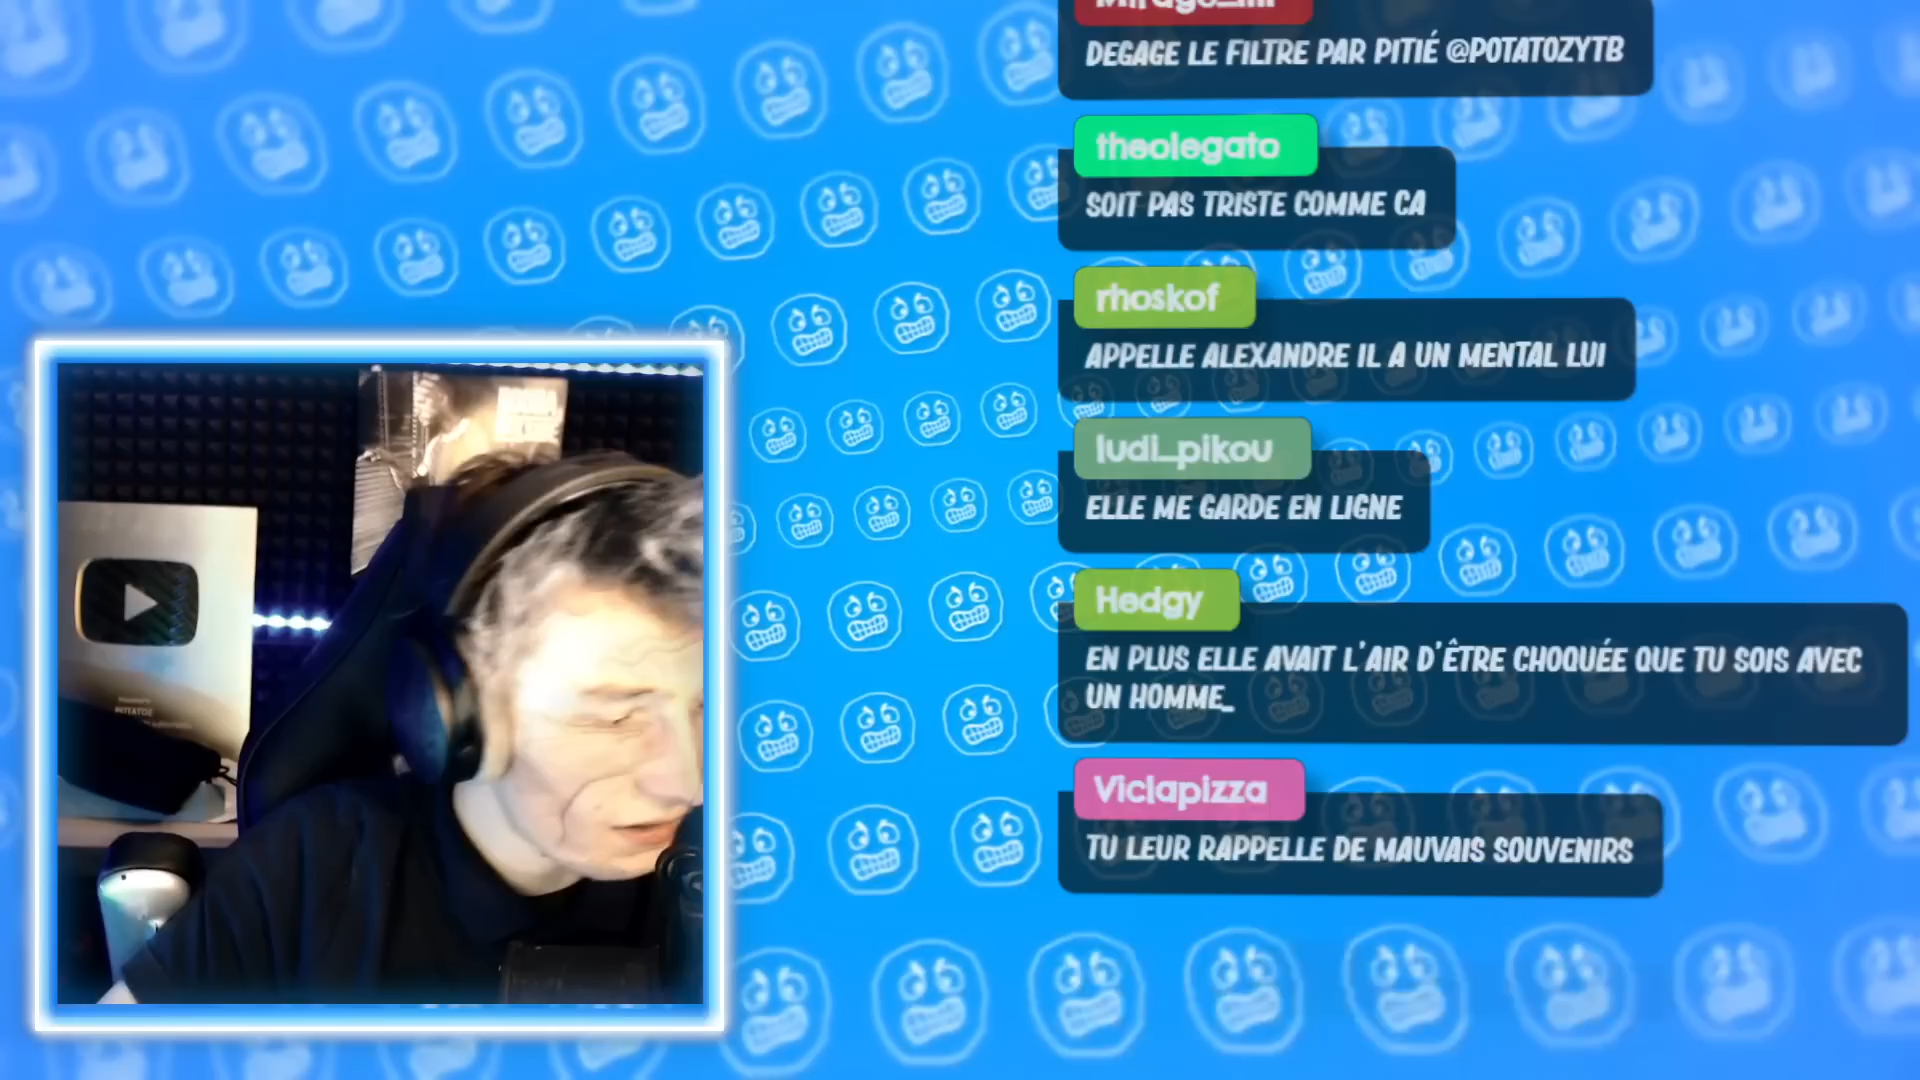 DEGAGE LE FILTRE PAR PITIÉ @POTATOZYTB
theolegato
SOIT PAS TRISTE COMME CA
rhoskof
APPELLE ALEXANDRE IL A UN MENTAL LUI
ludi_pikou
ELLE ME GARDE EN LIGNE
Hedgy
EN PLUS ELLE AVAIT L'AIR D'ÊTRE CHOQUÉE QUE TU SOIS AVEC
UN HOMME_
Viclapizza
TU LEUR RAPPELLE DE MAUVAIS SOUVENIRS